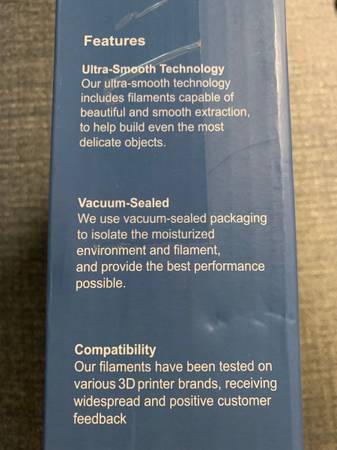 Features
Ultra-Smooth Technology
Our ultra-smooth technology
includes filaments capable of
beautiful and smooth extraction,
to help build even the most
delicate objects.
Vacuum-Sealed
We use vacuum-sealed packaging
to isolate the moisturized
environment and filament,
and provide the best performance
possible.
Compatibility
Our filaments have been tested on
various 3D printer brands, receiving
widespread and positive customer
feedback